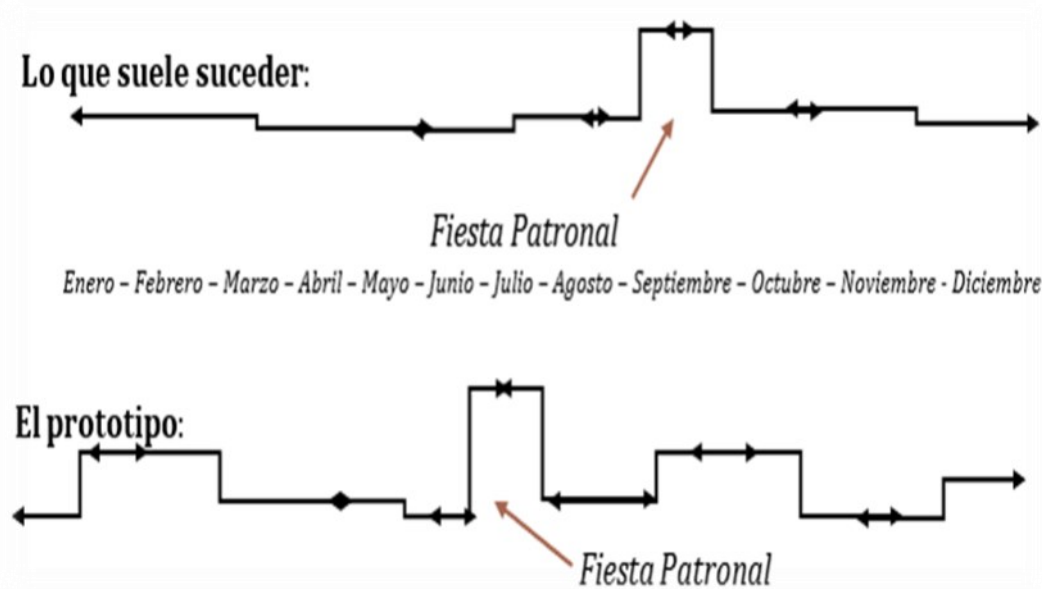 Lo que suele suceder:
Fiesta Patronal
Enero – Febrero – Marzo – Abril – Mayo – Junio – Julio – Agosto – Septiembre – Octubre – Noviembre - Diciembre
El prototipo:
Fiesta Patronal